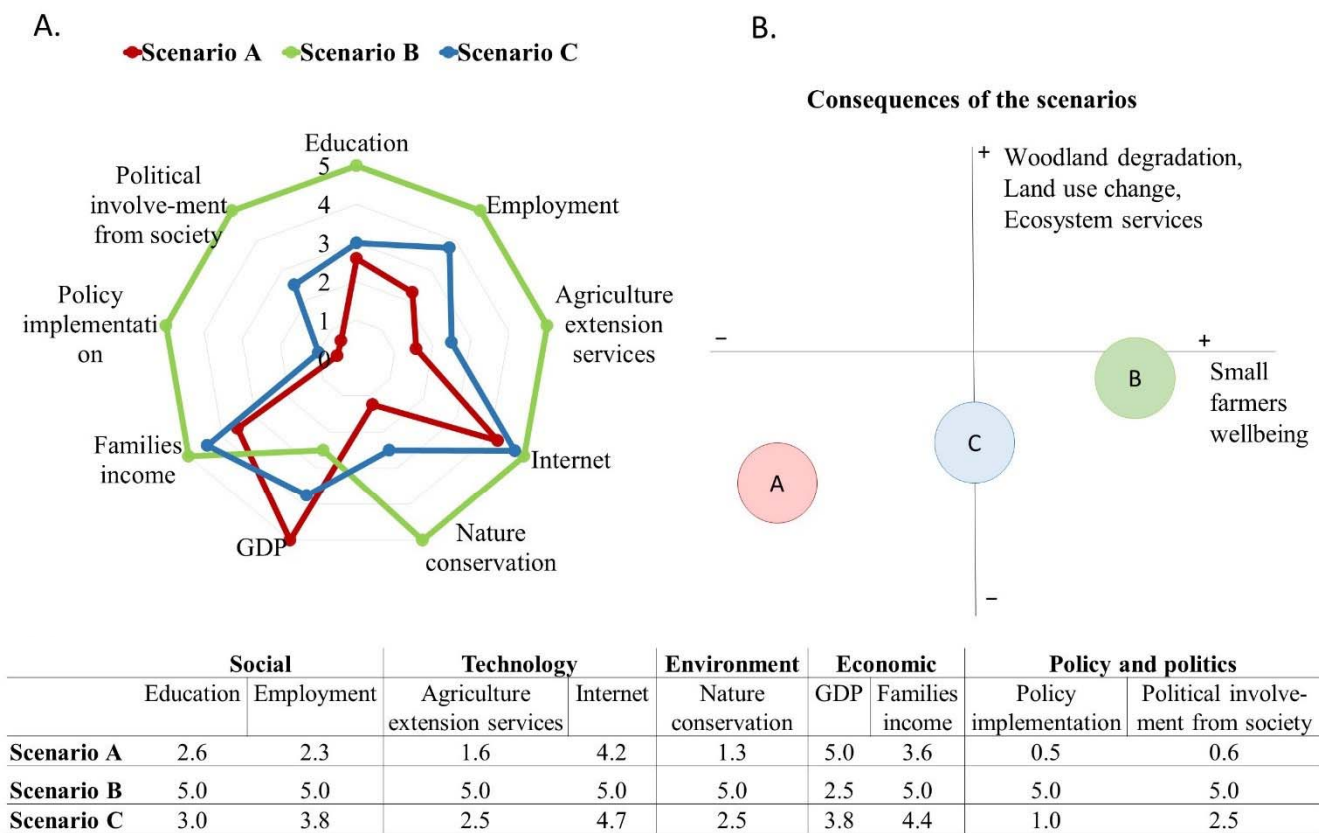 A.
Scenario A Scenario B Scenario C
Education
5
4
3
2
1
0
Employment
Agriculture
extension
services
Internet
Nature
conservation
GDP
Families
income
Policy
implementati
on
Political
involve-ment
from society
B.
Consequences of the scenarios
+ Woodland degradation,
Land use change,
Ecosystem services
− +
Small
farmers
wellbeing
B
C
A
−
Social Technology Environment Economic Policy and politics
Education Employment Agriculture Internet Nature GDP Families Policy Political involve-
extension services conservation income implementation ment from society
Scenario A 2.6 2.3 1.6 4.2 1.3 5.0 3.6 0.5 0.6
Scenario B 5.0 5.0 5.0 5.0 5.0 2.5 5.0 5.0 5.0
Scenario C 3.0 3.8 2.5 4.7 2.5 3.8 4.4 1.0 2.5